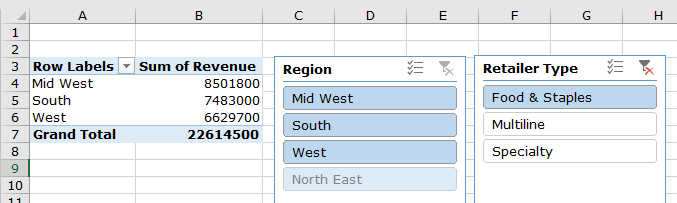 A B C D E F G H
1
2
3 Row Labels Sum of Revenue
4 Mid West 8501800
5 South 7483000
6 West 6629700
7 Grand Total 22614500
8
9
10
11
Region
Mid West
South
West
North East
Retailer Type
Food & Staples
Multiline
Specialty